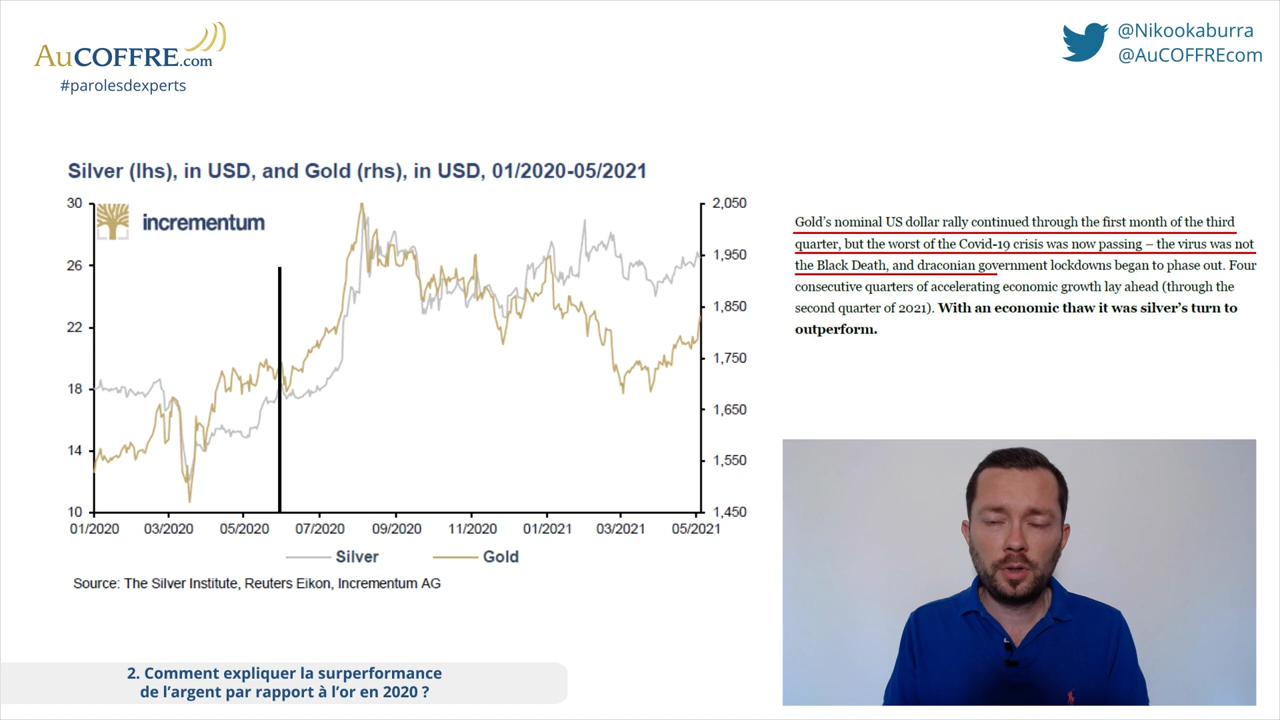 AuCOFFRE.com
#parolesdexperts
@Nikookaburra
@AuCOFFREcom
Silver (lhs), in USD, and Gold (rhs), in USD, 01/2020-05/2021
incrementum
30
26
22
18
14
10
2,050
1,950
1,850
1,750
1,650
1,550
1,450
01/2020
03/2020
05/2020
07/2020
09/2020
11/2020
01/2021
03/2021
05/2021
Silver
Gold
Source: The Silver Institute, Reuters Eikon, Incrementum AG
Gold's nominal US dollar rally continued through the first month of the third
quarter, but the worst of the Covid-19 crisis was now passing – the virus was not
the Black Death, and draconian government lockdowns began to phase out. Four
consecutive quarters of accelerating economic growth lay ahead (through the
second quarter of 2021). With an economic thaw it was silver's turn to
outperform.
2. Comment expliquer la surperformance
de l'argent par rapport à l'or en 2020 ?